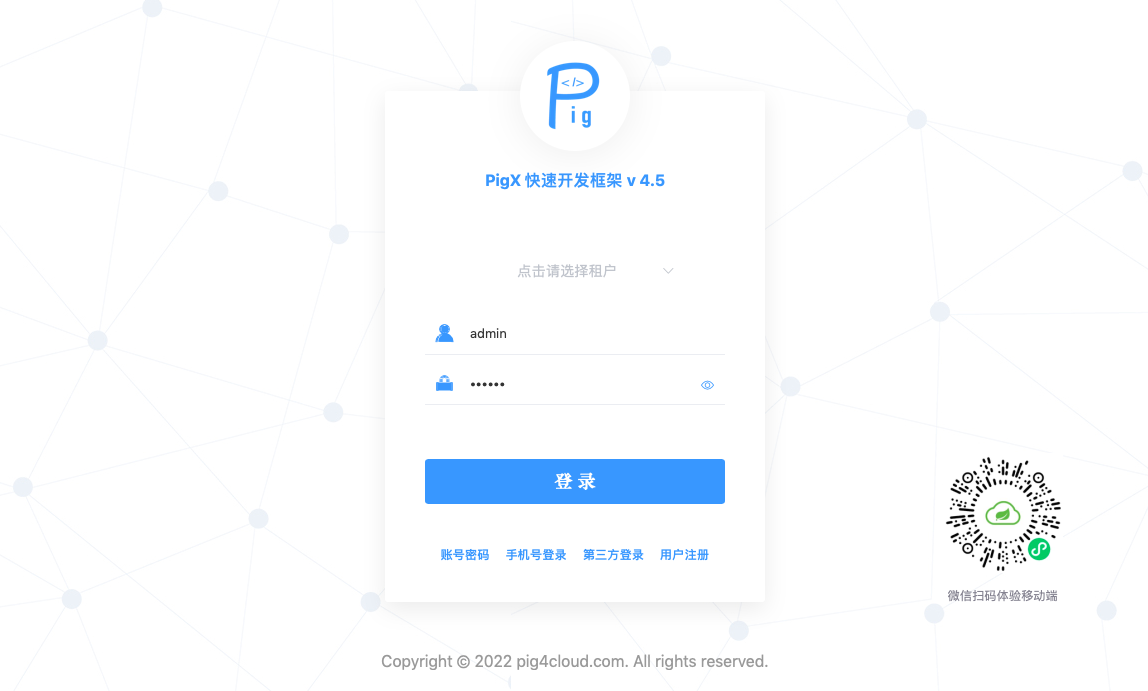 P
</>
ig
PigX 快速开发框架 v 4.5
点击请选择租户
admin
••••••
登 录
账号密码 手机号登录 第三方登录 用户注册
微信扫码体验移动端
Copyright © 2022 pig4cloud.com. All rights reserved.